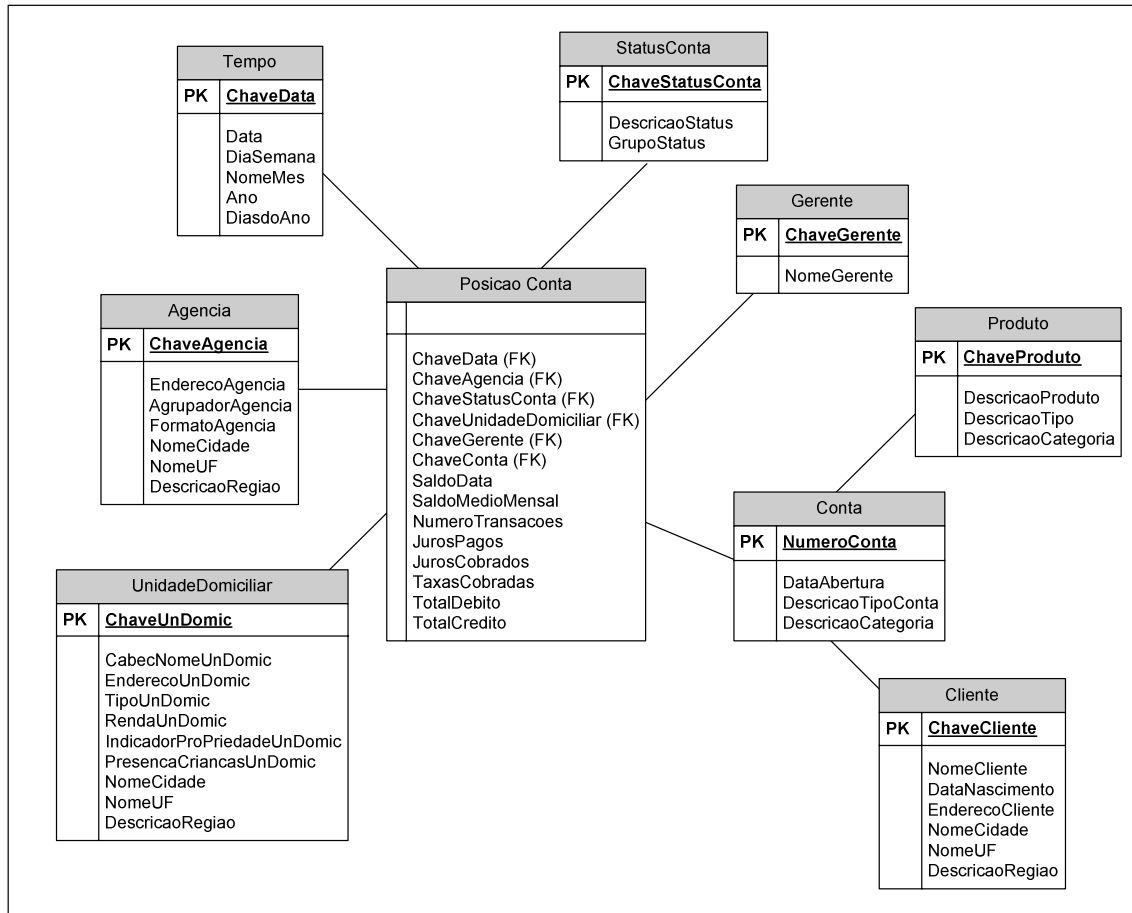 Tempo
PK ChaveData
Data
DiaSemana
NomeMes
Ano
DiasdoAno
StatusConta
PK ChaveStatusConta
DescricaoStatus
GrupoStatus
Gerente
PK ChaveGerente
NomeGerente
Posicao Conta
ChaveData (FK)
ChaveAgencia (FK)
ChaveStatusConta (FK)
ChaveUnidadeDomiciliar (FK)
ChaveGerente (FK)
ChaveConta (FK)
SaldoData
SaldoMedioMensal
NumeroTransacoes
JurosPagos
JurosCobrados
TaxasCobradas
TotalDebito
TotalCredito
Agencia
PK ChaveAgencia
EnderecoAgencia
AgrupadorAgencia
FormatoAgencia
NomeCidade
NomeUF
DescricaoRegiao
Produto
PK ChaveProduto
DescricaoProduto
DescricaoTipo
DescricaoCategoria
Conta
PK NumeroConta
DataAbertura
DescricaoTipoConta
DescricaoCategoria
UnidadeDomiciliar
PK ChaveUnDomic
CabecNomeUnDomic
EnderecoUnDomic
TipoUnDomic
RendaUnDomic
IndicadorProPriedadeUnDomic
PresencaCriancasUnDomic
NomeCidade
NomeUF
DescricaoRegiao
Cliente
PK ChaveCliente
NomeCliente
DataNascimento
EnderecoCliente
NomeCidade
NomeUF
DescricaoRegiao